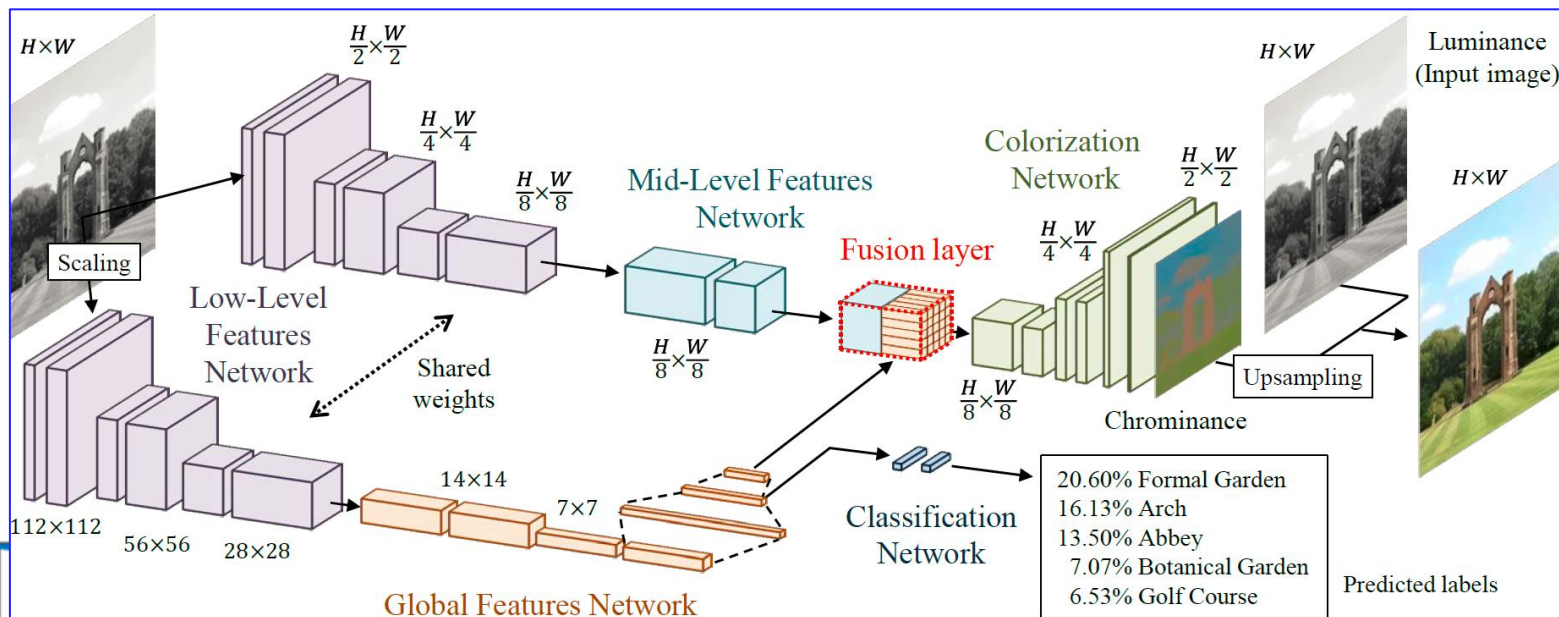 H×W
Scaling
H/2 × W/2
H/4 × W/4
H/8 × W/8
Low-Level
Features
Network
Shared
weights
112×112
56×56
28×28
Mid-Level Features
Network
H/8 × W/8
Fusion layer
14×14
7×7
Global Features Network
Colorization
Network
H/8 × W/8
H/4 × W/4
H/2 × W/2
Chrominance
Classification
Network
H×W
Luminance
(Input image)
Upsampling
H×W
20.60% Formal Garden
16.13% Arch
13.50% Abbey
7.07% Botanical Garden
6.53% Golf Course
Predicted labels